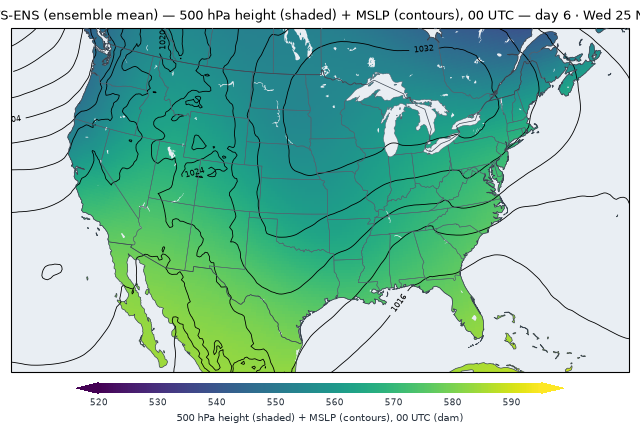 S-ENS (ensemble mean) — 500 hPa height (shaded) + MSLP (contours), 00 UTC — day 6 · Wed 25
1020
1032
04
1024
1016
520 530 540 550 560 570 580 590
500 hPa height (shaded) + MSLP (contours), 00 UTC (dam)